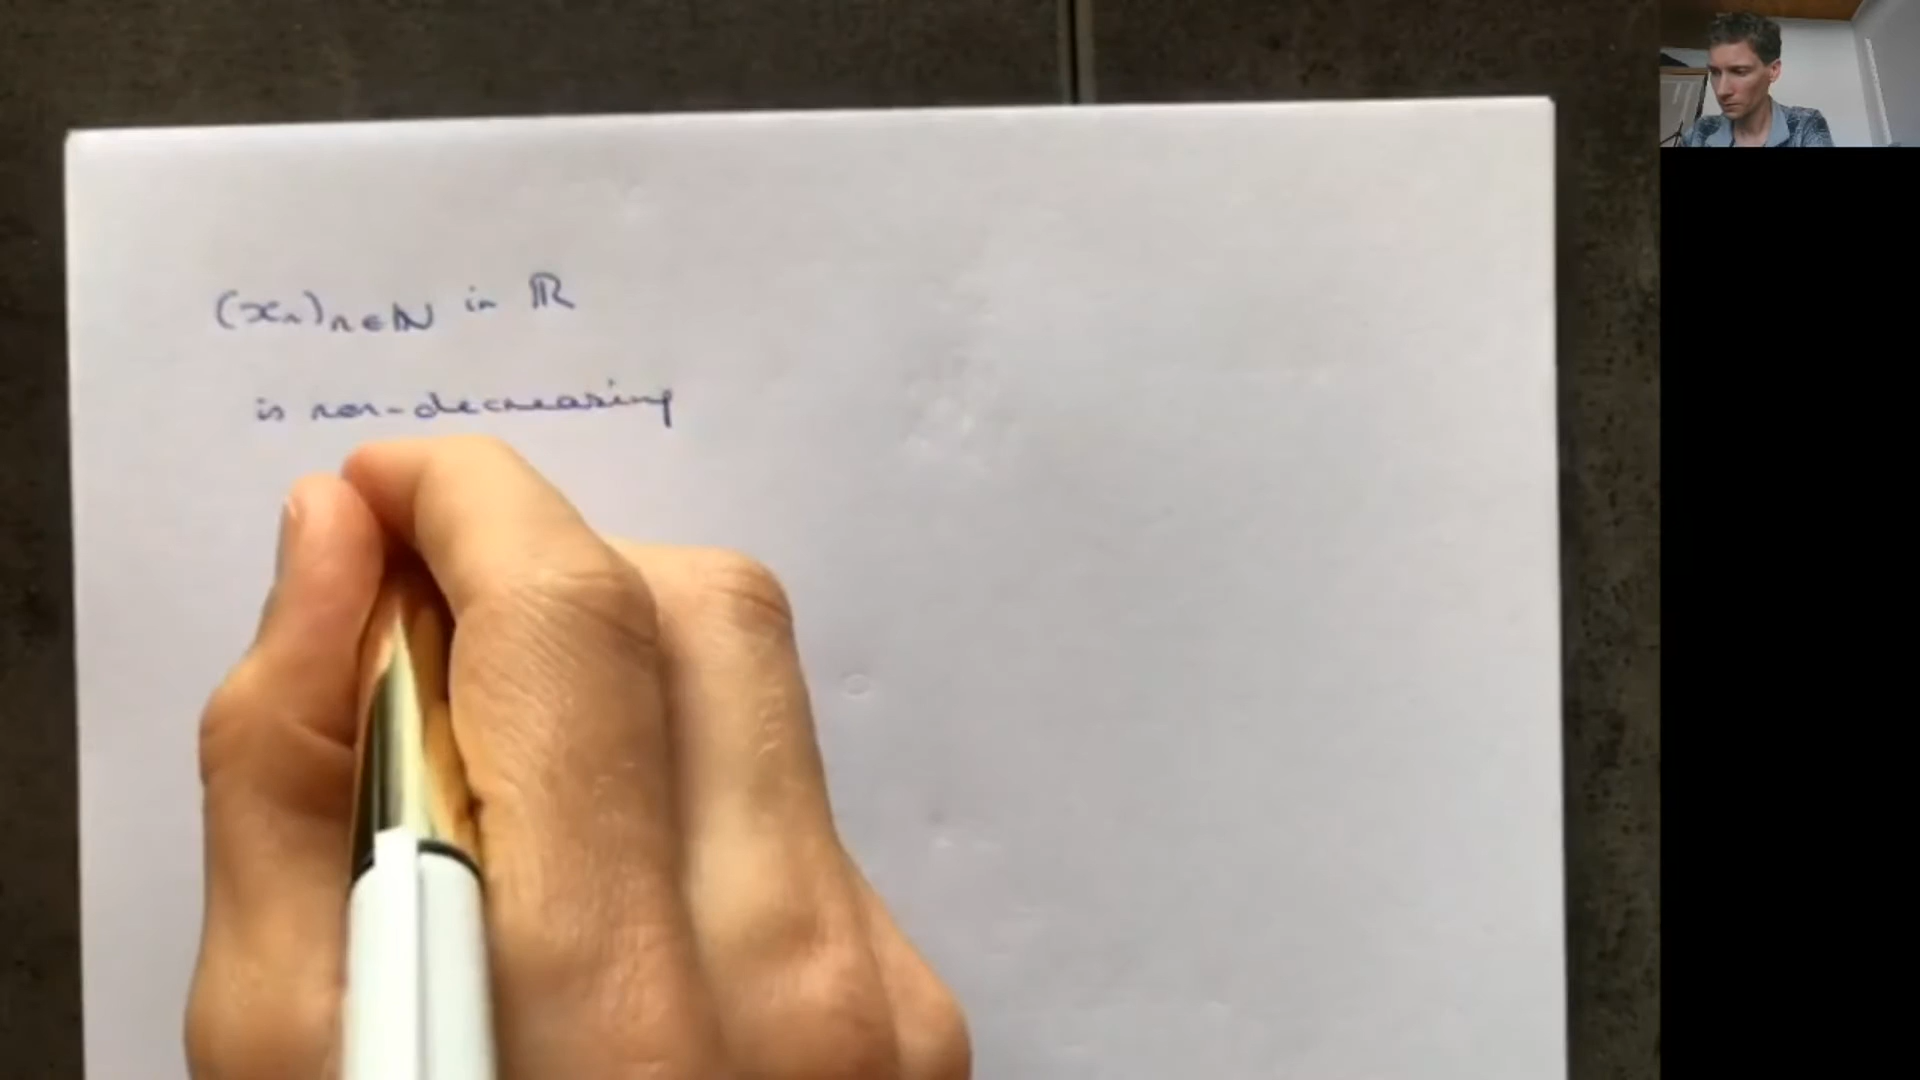 (xₙ)ₙ∈ℕ in ℝ
is non-decreasing